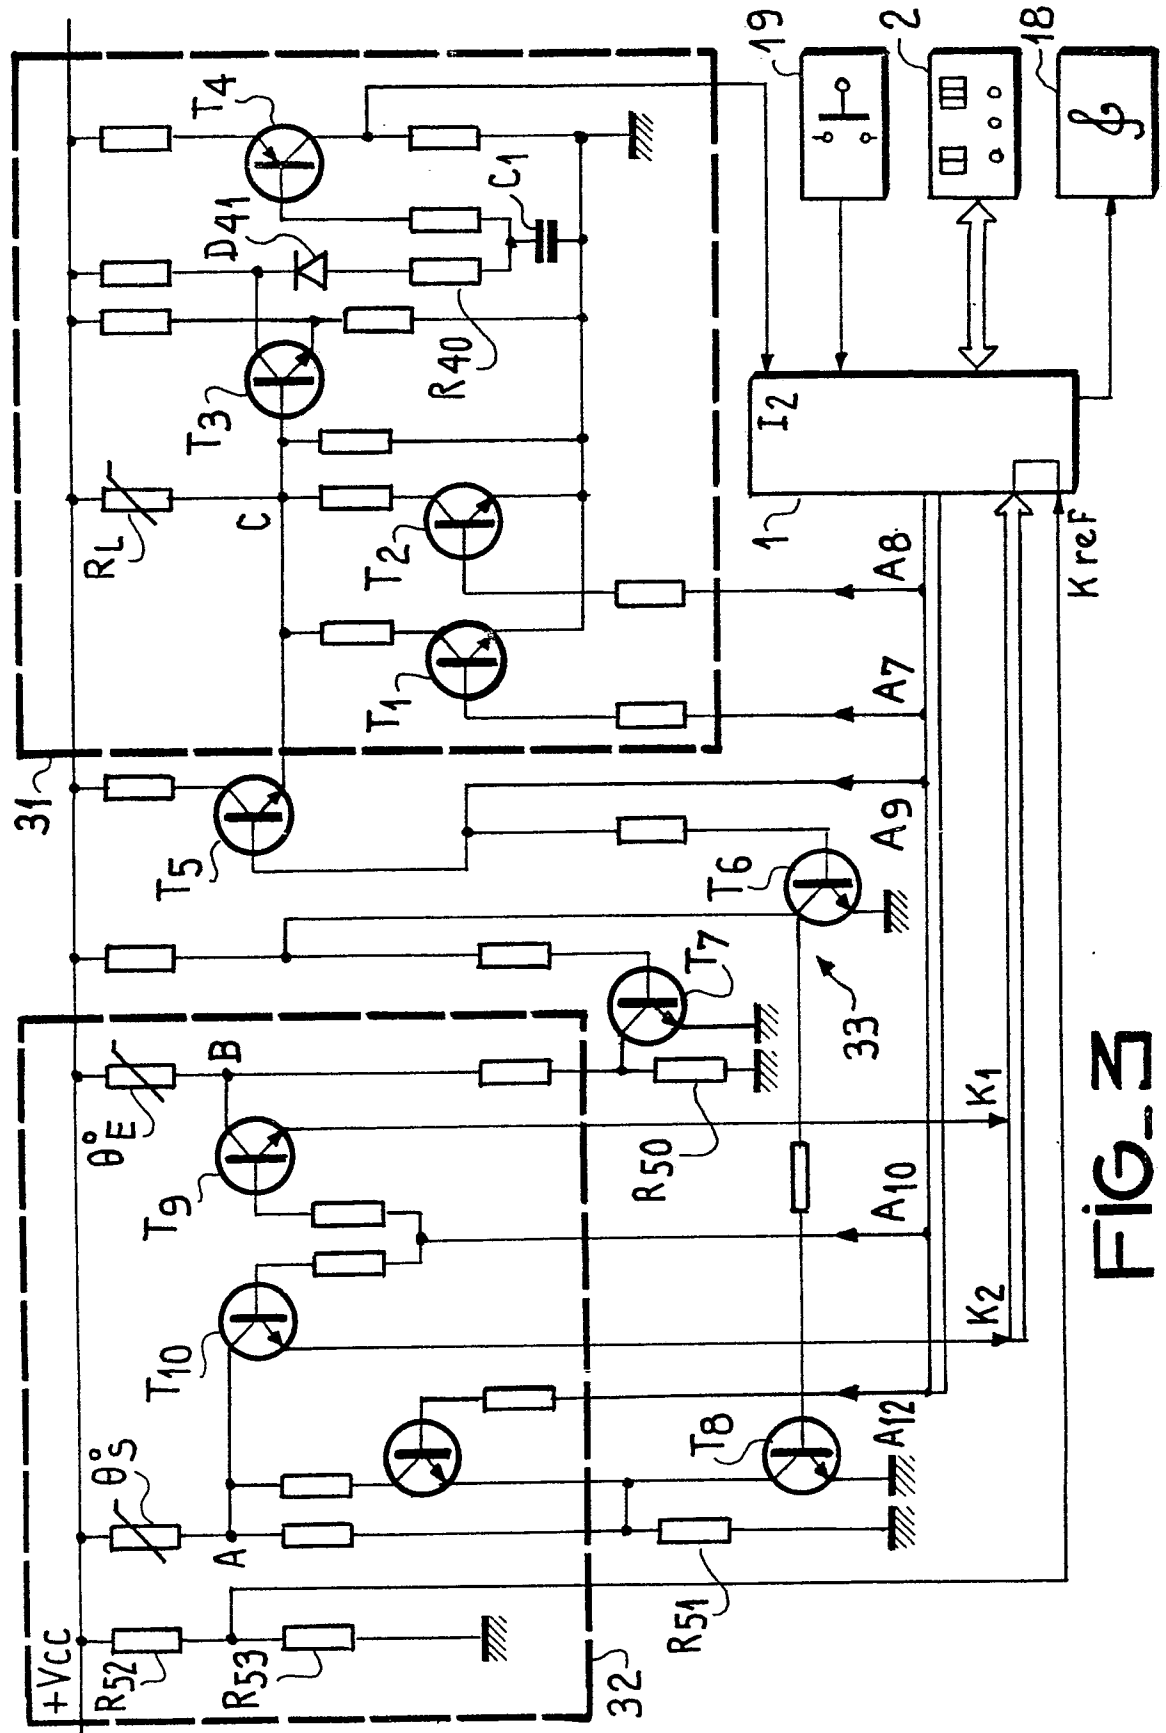 +Vcc
R52
R53
32
A
θ°S
T10
T9
θ°E
B
R51
T8
A12
K2
A10
K1
R50
T7
33
T6
A9
T5
31
RL
C
T1
T2
T3
R40
D41
T4
C1
A7
A8
1
I2
Kref
19
2
18
FIG_3